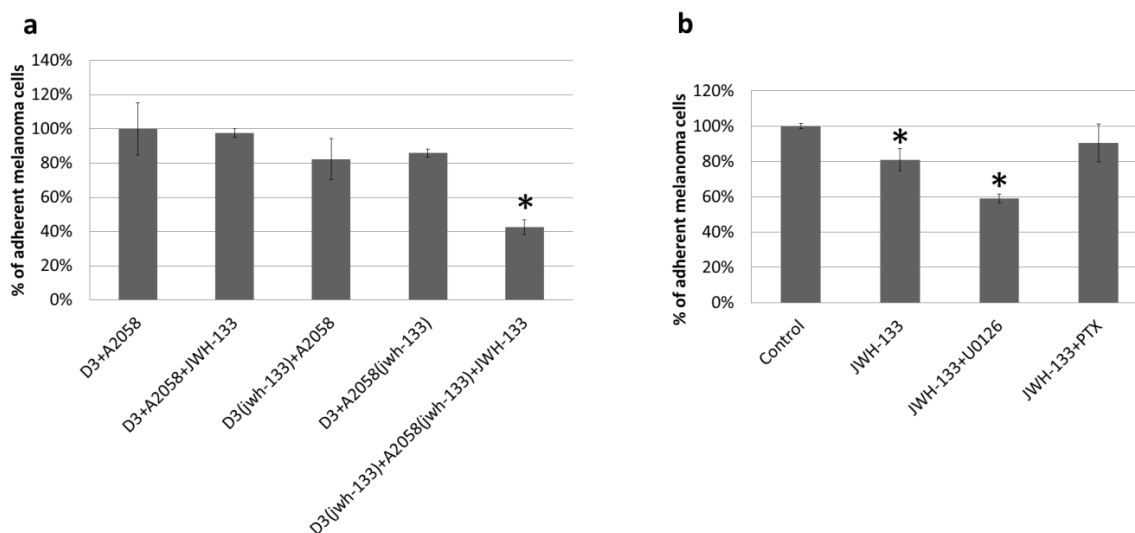 a
% of adherent melanoma cells
140%
120%
100%
80%
60%
40%
20%
0%
*
D3+A2058
D3+A2058+JWH-133
D3(jwh-133)+A2058
D3+A2058(jwh-133)
D3(jwh-133)+A2058(jwh-133)+JWH-133
b
% of adherent melanoma cells
120%
100%
80%
60%
40%
20%
0%
*
*
Control
JWH-133
JWH-133+U0126
JWH-133+PTX